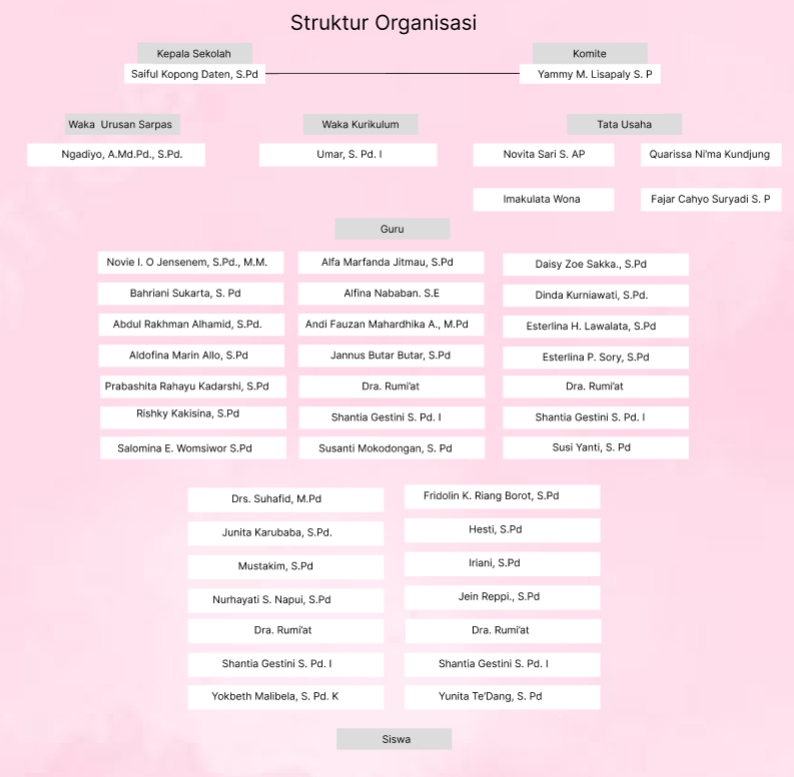 Struktur Organisasi
Kepala Sekolah
Komite
Saiful Kopong Daten, S.Pd
Yammy M. Lisapaly S. P
Waka  Urusan Sarpas
Waka Kurikulum
Tata Usaha
Ngadiyo, A.Md.Pd., S.Pd.
Umar, S. Pd. I
Novita Sari S. AP
Quarissa Ni'ma Kundjung
Imakulata Wona
Fajar Cahyo Suryadi S. P
Guru
Novie I. O Jensenem, S.Pd., M.M.
Alfa Marfanda Jitmau, S.Pd
Daisy Zoe Sakka., S.Pd
Bahriani Sukarta, S. Pd
Alfina Nababan. S.E
Dinda Kurniawati, S.Pd.
Abdul Rakhman Alhamid, S.Pd.
Andi Fauzan Mahardhika A., M.Pd
Esterlina H. Lawalata, S.Pd
Aldofina Marin Allo, S.Pd
Jannus Butar Butar, S.Pd
Esterlina P. Sory, S.Pd
Prabashita Rahayu Kadarshi, S.Pd
Dra. Rumi'at
Dra. Rumi'at
Rishky Kakisina, S.Pd
Shantia Gestini S. Pd. I
Shantia Gestini S. Pd. I
Salomina E. Womsiwor S.Pd
Susanti Mokodongan, S. Pd
Susi Yanti, S. Pd
Drs. Suhafid, M.Pd
Fridolin K. Riang Borot, S.Pd
Junita Karubaba, S.Pd.
Hesti, S.Pd
Mustakim, S.Pd
Iriani, S.Pd
Nurhayati S. Napui, S.Pd
Jein Reppi., S.Pd
Dra. Rumi'at
Dra. Rumi'at
Shantia Gestini S. Pd. I
Shantia Gestini S. Pd. I
Yokbeth Malibela, S. Pd. K
Yunita Te'Dang, S. Pd
Siswa